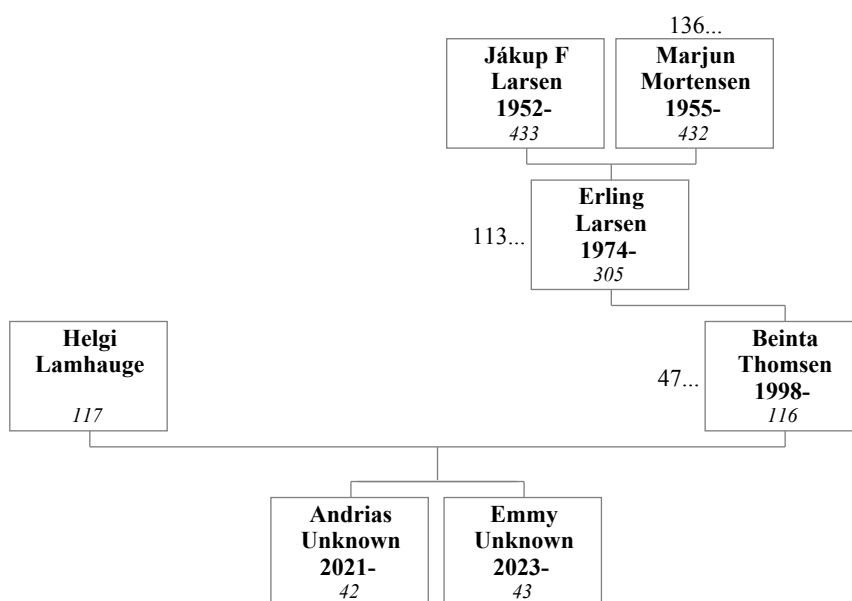 136...
Jákup F
Larsen
1952-
433
Marjun
Mortensen
1955-
432
113...
Erling
Larsen
1974-
305
Helgi
Lamhauge
117
47...
Beinta
Thomsen
1998-
116
Andrias
Unknown
2021-
42
Emmy
Unknown
2023-
43